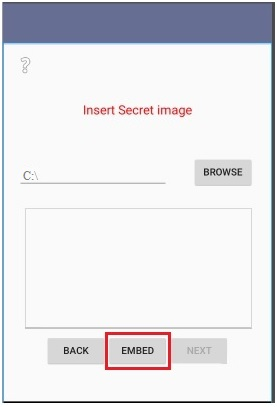 ?
Insert Secret image
C:\
BROWSE
BACK EMBED NEXT